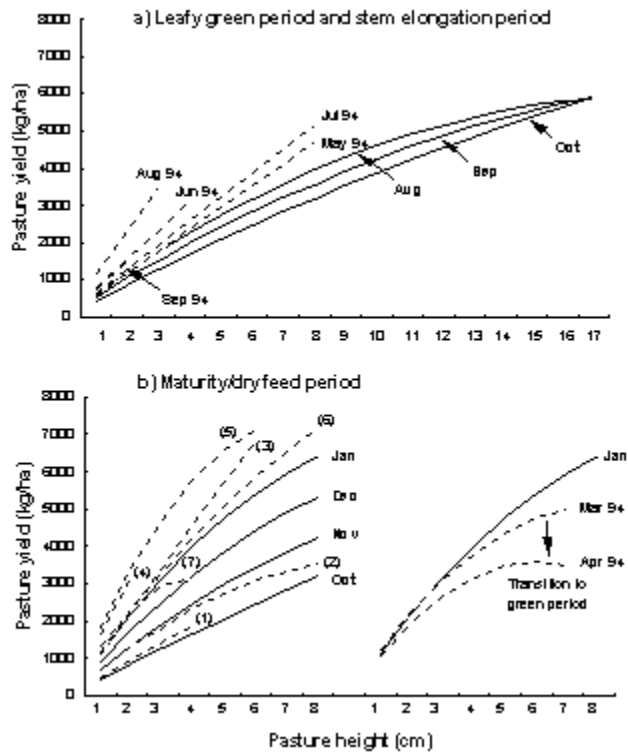 a) Leafy green period and stem elongation period
Pasture yield (kg/ha)
8000
7000
6000
5000
4000
3000
2000
1000
0
Jul 94
May 94
Aug 94
Jun 94
Oct
Sep
Aug
Sep 94
1 2 3 4 5 6 7 8 9 10 11 12 13 14 15 16 17
b) Maturity/dry feed period
Pasture yield (kg/ha)
8000
7000
6000
5000
4000
3000
2000
1000
0
(5)
(3)
(6)
Jan
Dec
(4)
(7)
Nov
(2)
Oct
(1)
Jan
Mar 94
Apr 94
Transition to
green period
1 2 3 4 5 6 7 8 1 2 3 4 5 6 7 8
Pasture height (cm)